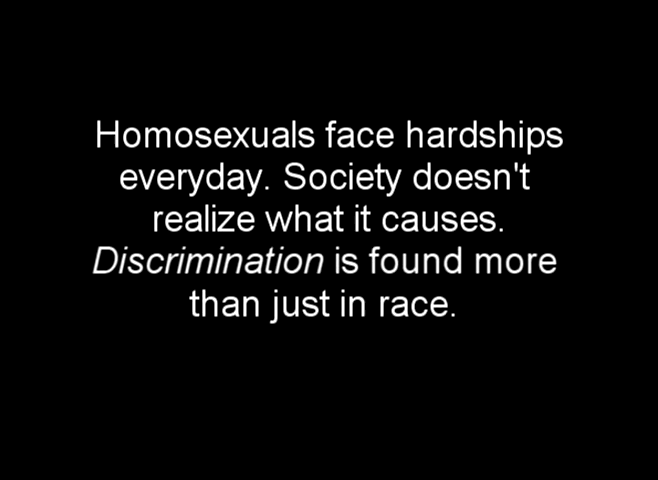 Homosexuals face hardships
everyday. Society doesn't
realize what it causes.
Discrimination is found more
than just in race.